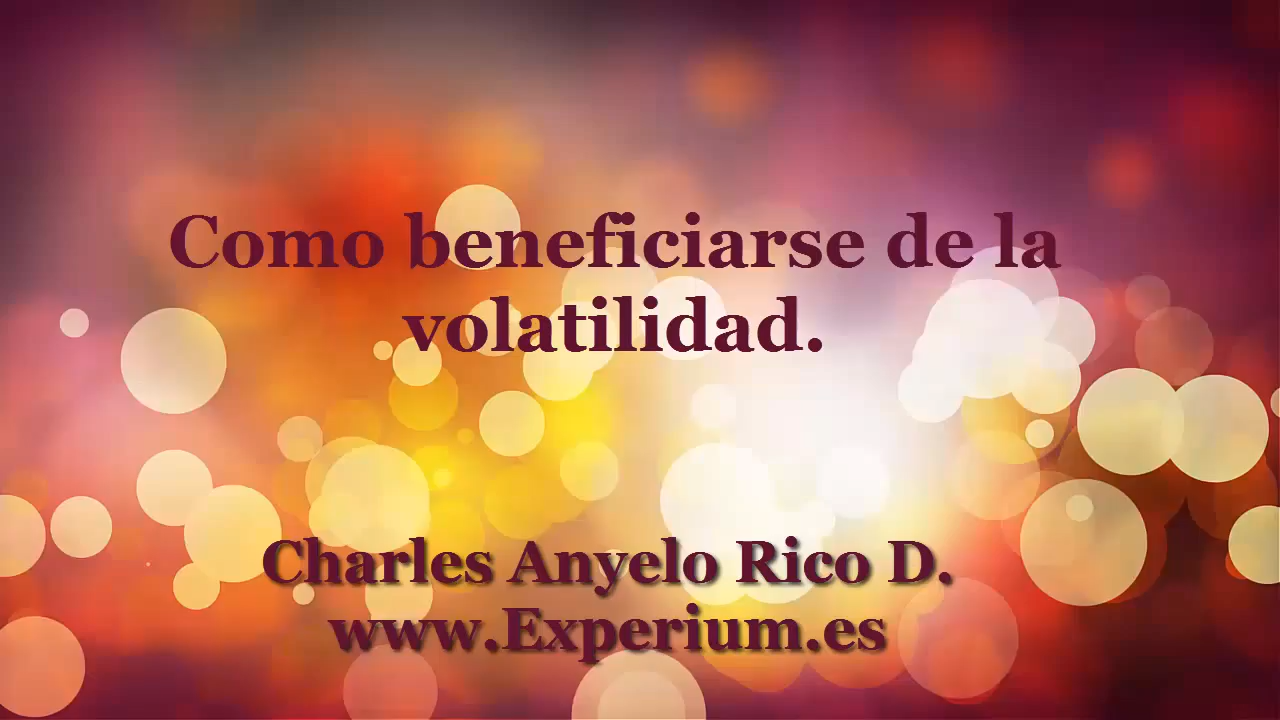 Como beneficiarse de la
volatilidad.
Charles Anyelo Rico D.
www.Experium.es